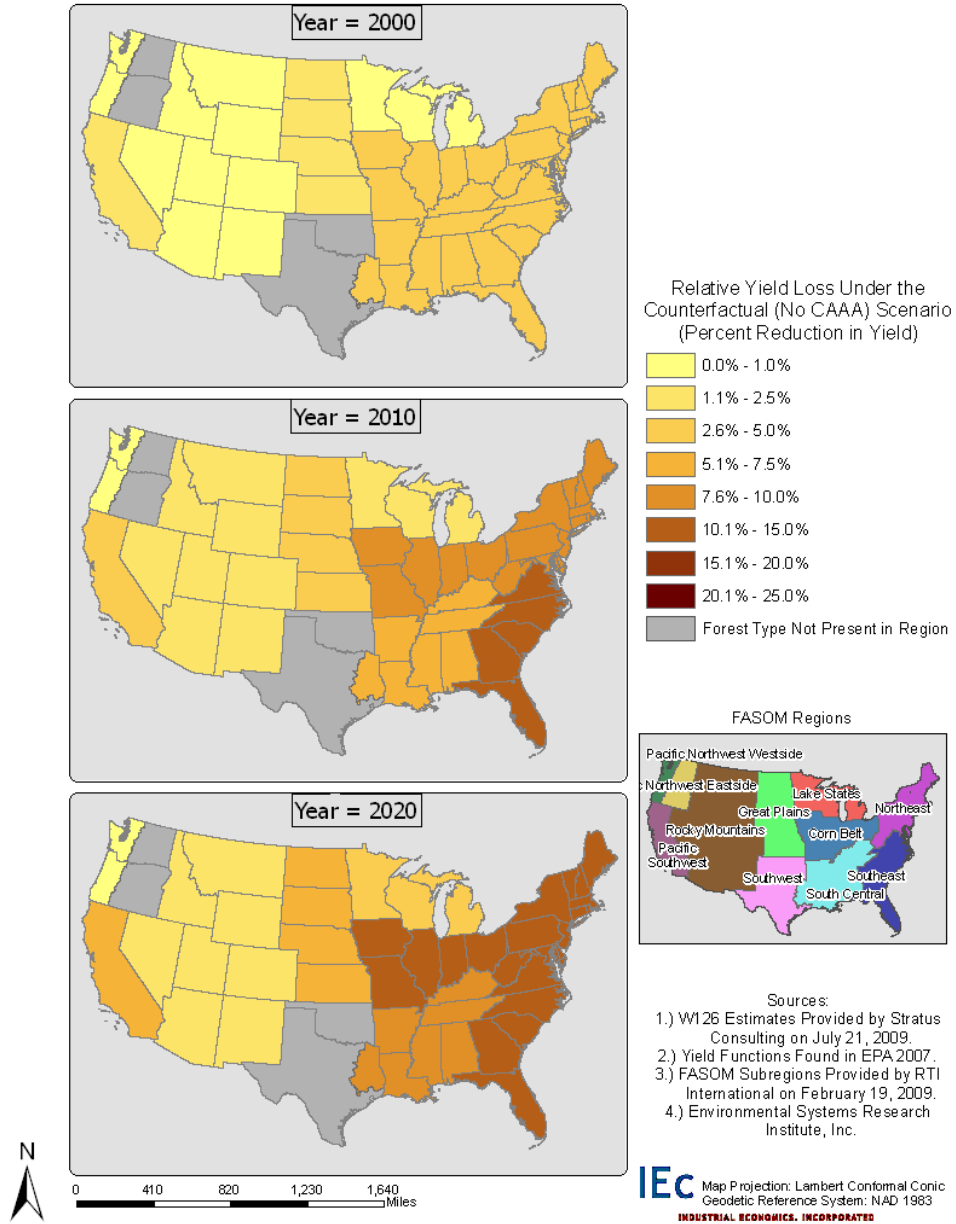 Year = 2000
Year = 2010
Year = 2020
Relative Yield Loss Under the
Counterfactual (No CAAA) Scenario
(Percent Reduction in Yield)
0.0% - 1.0%
1.1% - 2.5%
2.6% - 5.0%
5.1% - 7.5%
7.6% - 10.0%
10.1% - 15.0%
15.1% - 20.0%
20.1% - 25.0%
Forest Type Not Present in Region
FASOM Regions
Pacific Northwest Westside
c Northwest Eastside
Lake States
Great Plains
Northeast
Rocky Mountains
Corn Belt
Pacific
Southwest
Southwest
Southeast
South Central
Sources:
1.) W126 Estimates Provided by Stratus
Consulting on July 21, 2009.
2.) Yield Functions Found in EPA 2007.
3.) FASOM Subregions Provided by RTI
International on February 19, 2009.
4.) Environmental Systems Research
Institute, Inc.
N
0 410 820 1,230 1,640
Miles
IEc
Map Projection: Lambert Conformal Conic
Geodetic Reference System: NAD 1983
INDUSTRIAL ECONOMICS, INCORPORATED